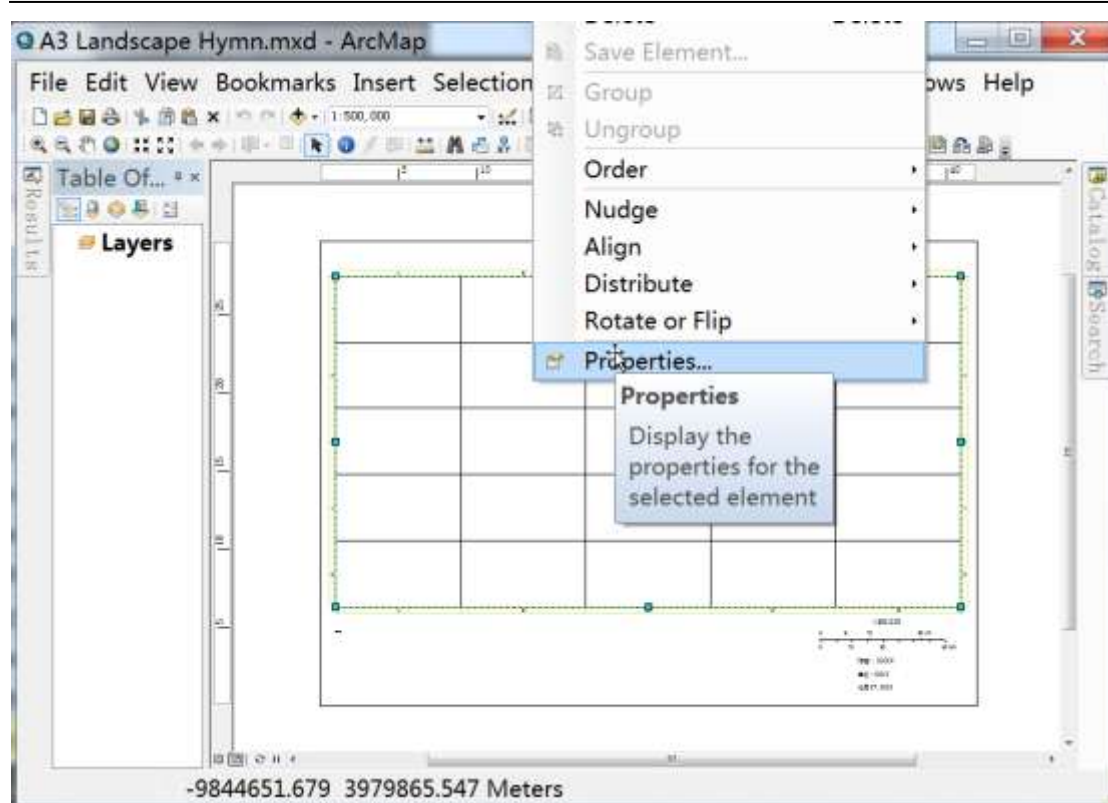 A3 Landscape Hymn.mxd - ArcMap
Save Element...
File Edit View Bookmarks Insert Selection
Help
Group
1:500,000
Ungroup
Table Of...
Order
Results
Catalog
Layers
Nudge
Align
Distribute
Search
Rotate or Flip
Properties...
Properties
Display the
properties for the
selected element
-9844651.679 3979865.547 Meters